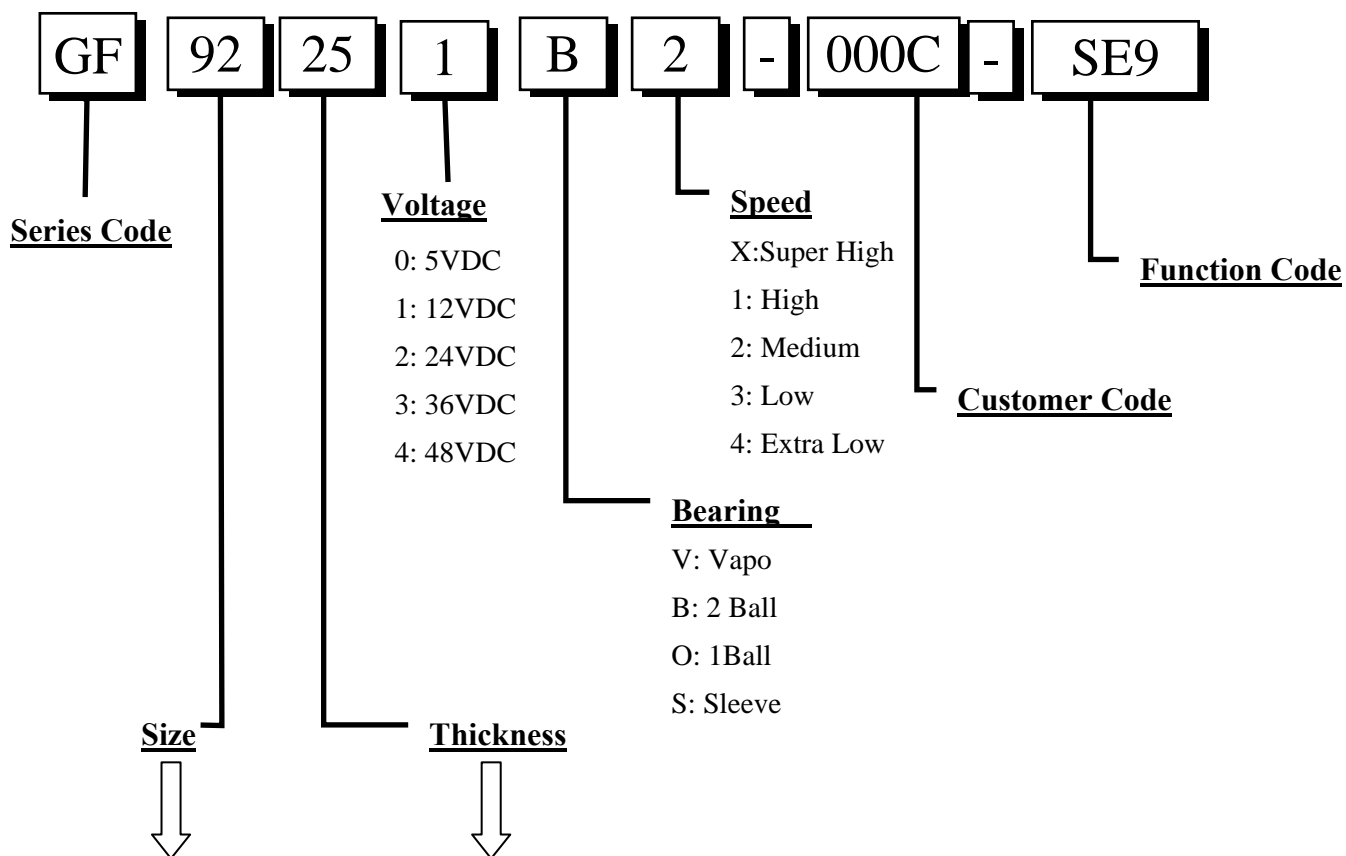 GF 92 25 1 B 2 - 000C - SE9
Series Code
Voltage
0: 5VDC
1: 12VDC
2: 24VDC
3: 36VDC
4: 48VDC
Speed
X:Super High
1: High
2: Medium
3: Low
4: Extra Low
Function Code
Customer Code
Bearing
V: Vapo
B: 2 Ball
O: 1Ball
S: Sleeve
Size
Thickness